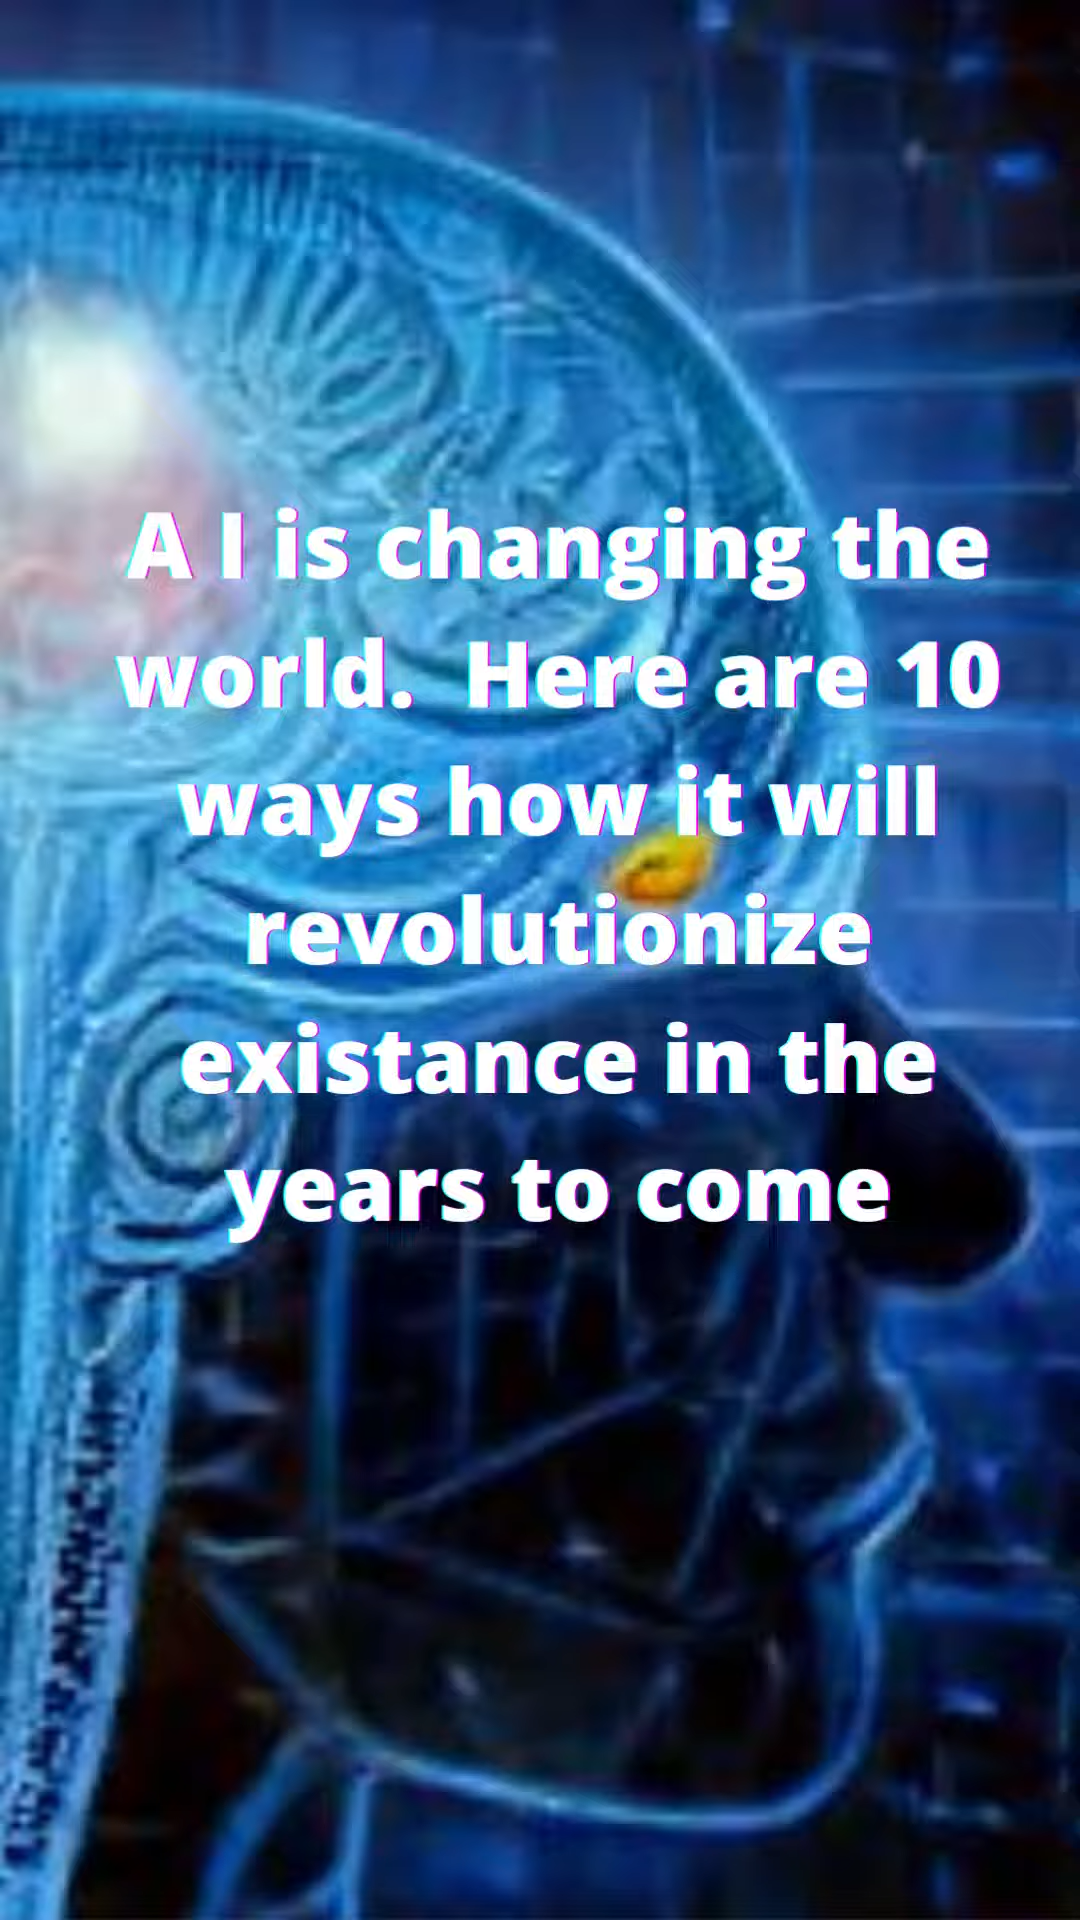 A I is changing the
world.  Here are 10
ways how it will
revolutionize
existance in the
years to come